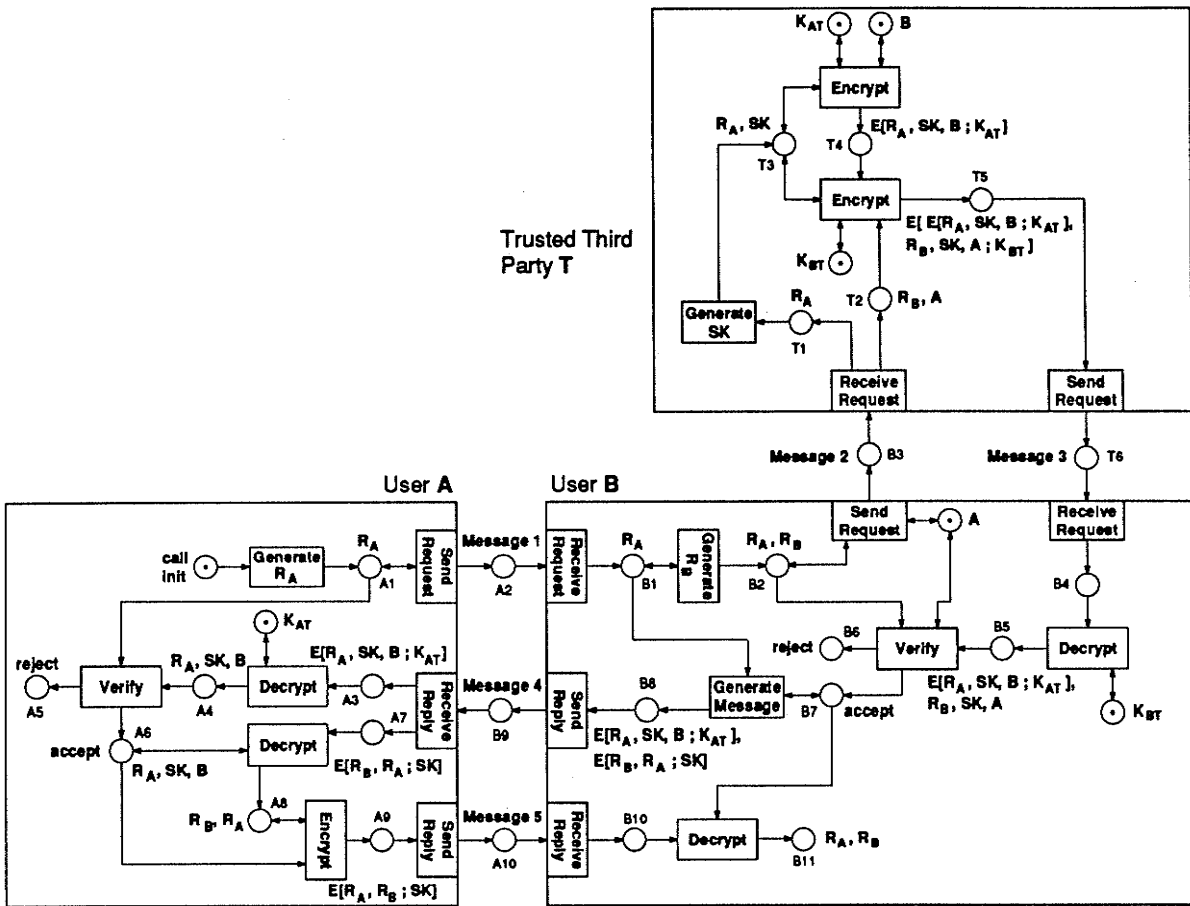 K_AT
B
Encrypt
R_A, SK
E[R_A, SK, B ; K_AT]
T3
T4
T5
Encrypt
E[ E[R_A, SK, B ; K_AT],
R_B, SK, A ; K_BT]
Trusted Third
Party T
K_BT
R_A
T2
R_B, A
Generate
SK
T1
Receive
Request
Send
Request
Message 2
B3
Message 3
T6
User A
User B
Send
Request
A
Receive
Request
call
init
Generate
R_A
R_A
A1
Send
Request
Message 1
A2
Receive
Request
R_A
B1
Generate
R_B
R_A, R_B
B2
B4
K_AT
reject
A5
Verify
R_A, SK, B
A4
Decrypt
E[R_A, SK, B ; K_AT]
A3
Receive
Reply
Message 4
B9
Send
Reply
B8
Generate
Message
B7
accept
reject
B6
Verify
B5
Decrypt
E[R_A, SK, B ; K_AT],
R_B, SK, A
K_BT
E[R_A, SK, B ; K_AT],
E[R_B, R_A ; SK]
A7
Decrypt
A6
accept
R_A, SK, B
E[R_B, R_A ; SK]
A8
R_B, R_A
Encrypt
A9
Send
Reply
Message 5
A10
Receive
Reply
B10
Decrypt
B11
R_A, R_B
E[R_A, R_B ; SK]